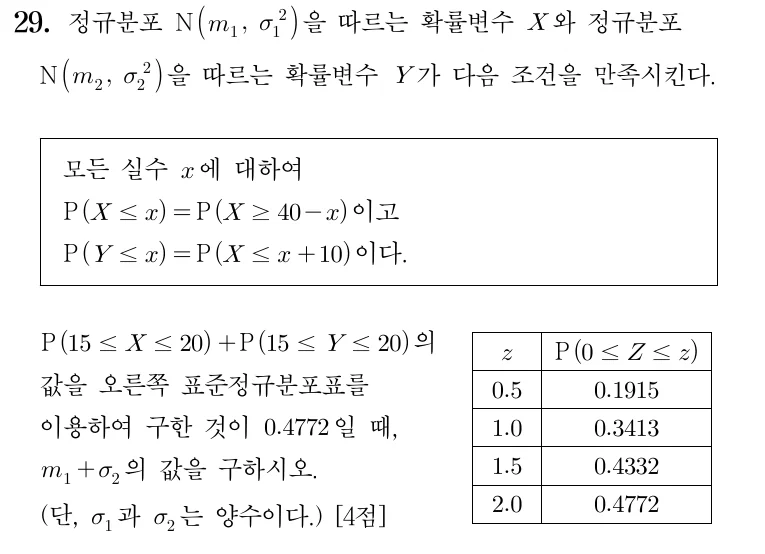 29. 정규분포 N(m₁, σ₁²)을 따르는 확률변수 X와 정규분포
N(m₂, σ₂²)을 따르는 확률변수 Y가 다음 조건을 만족시킨다.
모든 실수 x에 대하여
P(X ≤ x) = P(X ≥ 40−x)이고
P(Y ≤ x) = P(X ≤ x+10)이다.
P(15 ≤ X ≤ 20) + P(15 ≤ Y ≤ 20)의
값을 오른쪽 표준정규분포표를
이용하여 구한 것이 0.4772일 때,
m₁+σ₂의 값을 구하시오.
(단, σ₁과 σ₂는 양수이다.) [4점]
z P(0 ≤ Z ≤ z)
0.5 0.1915
1.0 0.3413
1.5 0.4332
2.0 0.4772